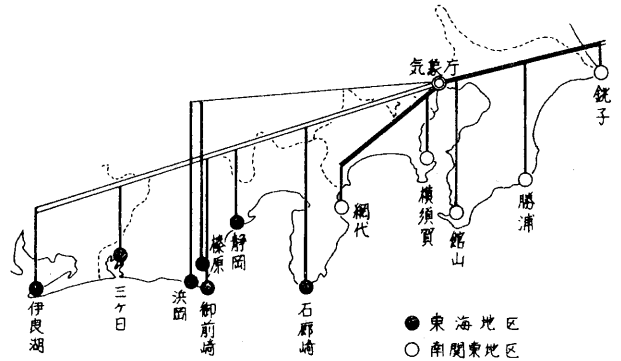 気象庁
銚子
勝浦
館山
横須賀
網代
石廊崎
静岡
榛原
御前崎
浜岡
三ケ日
伊良湖
● 東海地区
○ 南関東地区